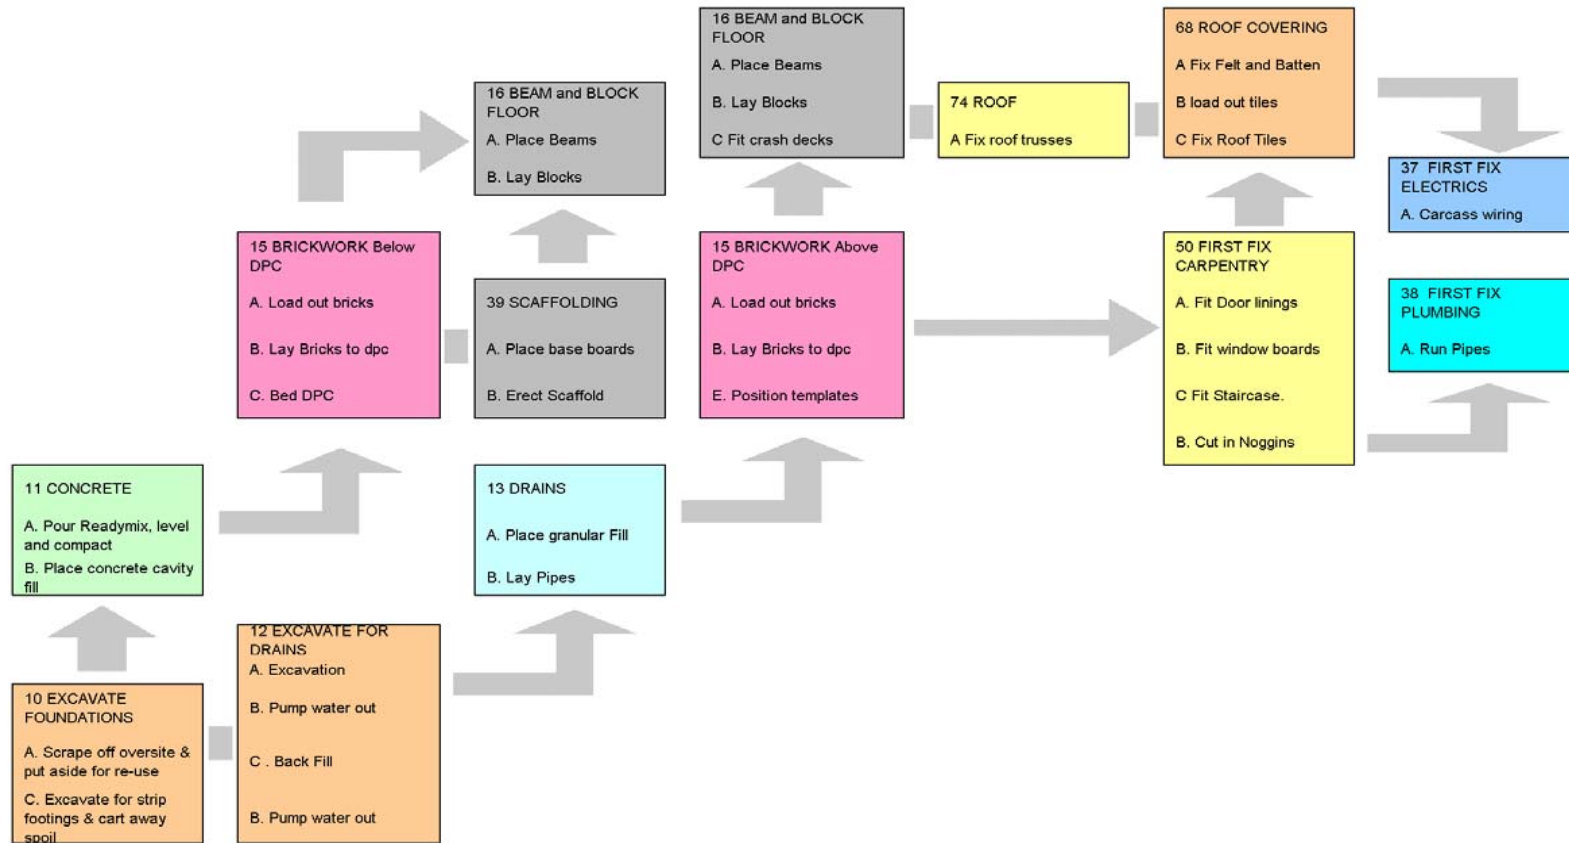 16 BEAM and BLOCK
FLOOR
A. Place Beams
B. Lay Blocks
C Fit crash decks
68 ROOF COVERING
A Fix Felt and Batten
B load out tiles
C Fix Roof Tiles
16 BEAM and BLOCK
FLOOR
A. Place Beams
B. Lay Blocks
74 ROOF
A Fix roof trusses
37 FIRST FIX
ELECTRICS
A. Carcass wiring
15 BRICKWORK Below
DPC
A. Load out bricks
B. Lay Bricks to dpc
C. Bed DPC
39 SCAFFOLDING
A. Place base boards
B. Erect Scaffold
15 BRICKWORK Above
DPC
A. Load out bricks
B. Lay Bricks to dpc
E. Position templates
50 FIRST FIX
CARPENTRY
A. Fit Door linings
B. Fit window boards
C Fit Staircase.
B. Cut in Noggins
38 FIRST FIX
PLUMBING
A. Run Pipes
11 CONCRETE
A. Pour Readymix, level
and compact
B. Place concrete cavity
fill
13 DRAINS
A. Place granular Fill
B. Lay Pipes
10 EXCAVATE
FOUNDATIONS
A. Scrape off oversite &
put aside for re-use
C. Excavate for strip
footings & cart away
spoil
12 EXCAVATE FOR
DRAINS
A. Excavation
B. Pump water out
C . Back Fill
B. Pump water out